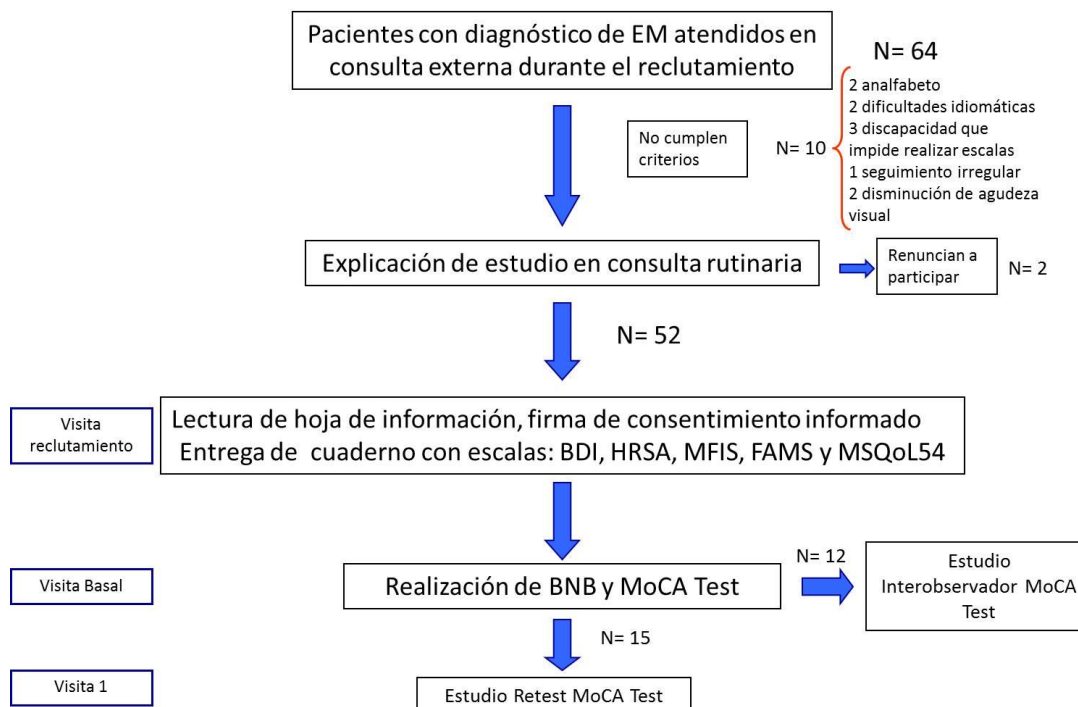 Pacientes con diagnóstico de EM atendidos en
consulta externa durante el reclutamiento
N= 64
No cumplen
criterios
N= 10
2 analfabeto
2 dificultades idiomáticas
3 discapacidad que
impide realizar escalas
1 seguimiento irregular
2 disminución de agudeza
visual
Explicación de estudio en consulta rutinaria
Renuncian a
participar
N= 2
N= 52
Visita
reclutamiento
Lectura de hoja de información, firma de consentimiento informado
Entrega de cuaderno con escalas: BDI, HRSA, MFIS, FAMS y MSQoL54
Visita Basal
Realización de BNB y MoCA Test
N= 12
Estudio
Interobservador MoCA
Test
N= 15
Visita 1
Estudio Retest MoCA Test